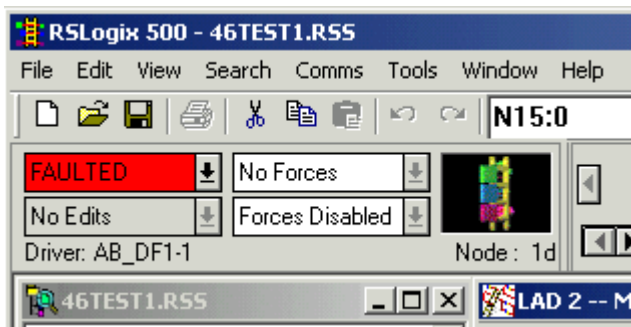 RSLogix 500 - 46TEST1.RSS
File Edit View Search Comms Tools Window Help
N15:0
FAULTED No Forces
No Edits Forces Disabled
Driver: AB_DF1-1 Node : 1d
46TEST1.RSS LAD 2 -- M